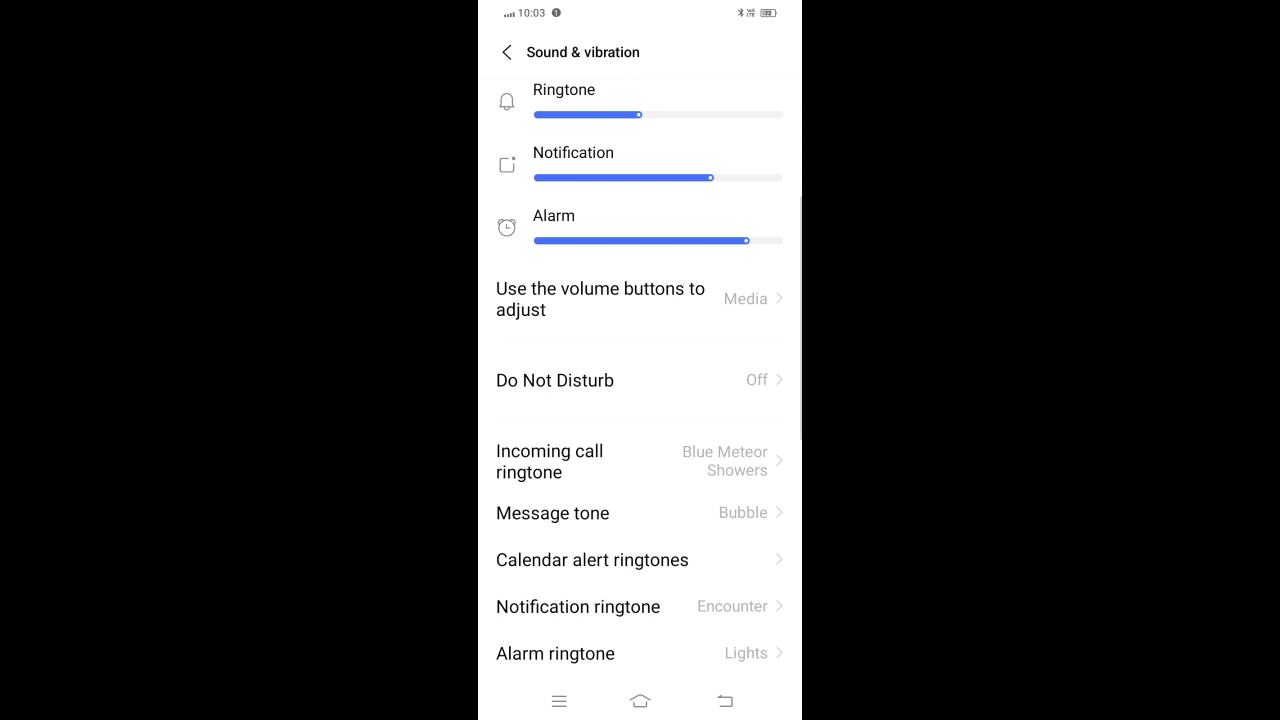 10:03
Sound & vibration
Ringtone
Notification
Alarm
Use the volume buttons to
adjust
Media
Do Not Disturb
Off
Incoming call
ringtone
Blue Meteor
Showers
Message tone
Bubble
Calendar alert ringtones
Notification ringtone
Encounter
Alarm ringtone
Lights